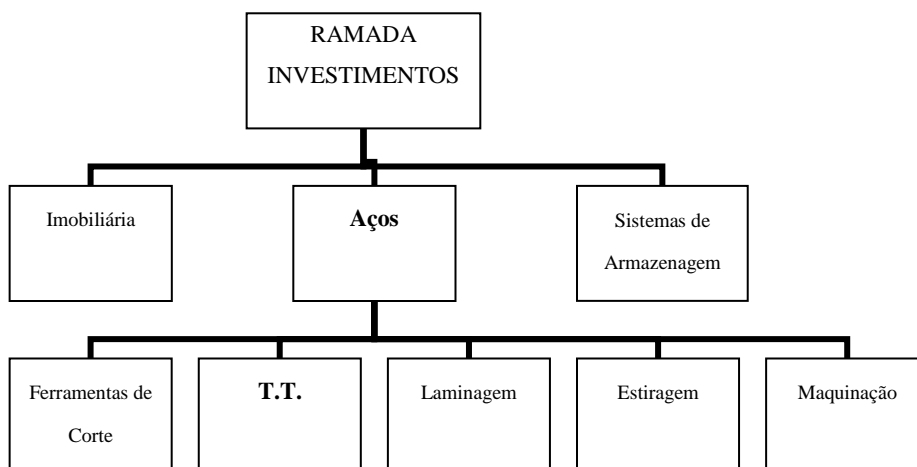 RAMADA
INVESTIMENTOS
Imobiliária
Aços
Sistemas de
Armazenagem
Ferramentas de
Corte
T.T.
Laminagem
Estiragem
Maquinação